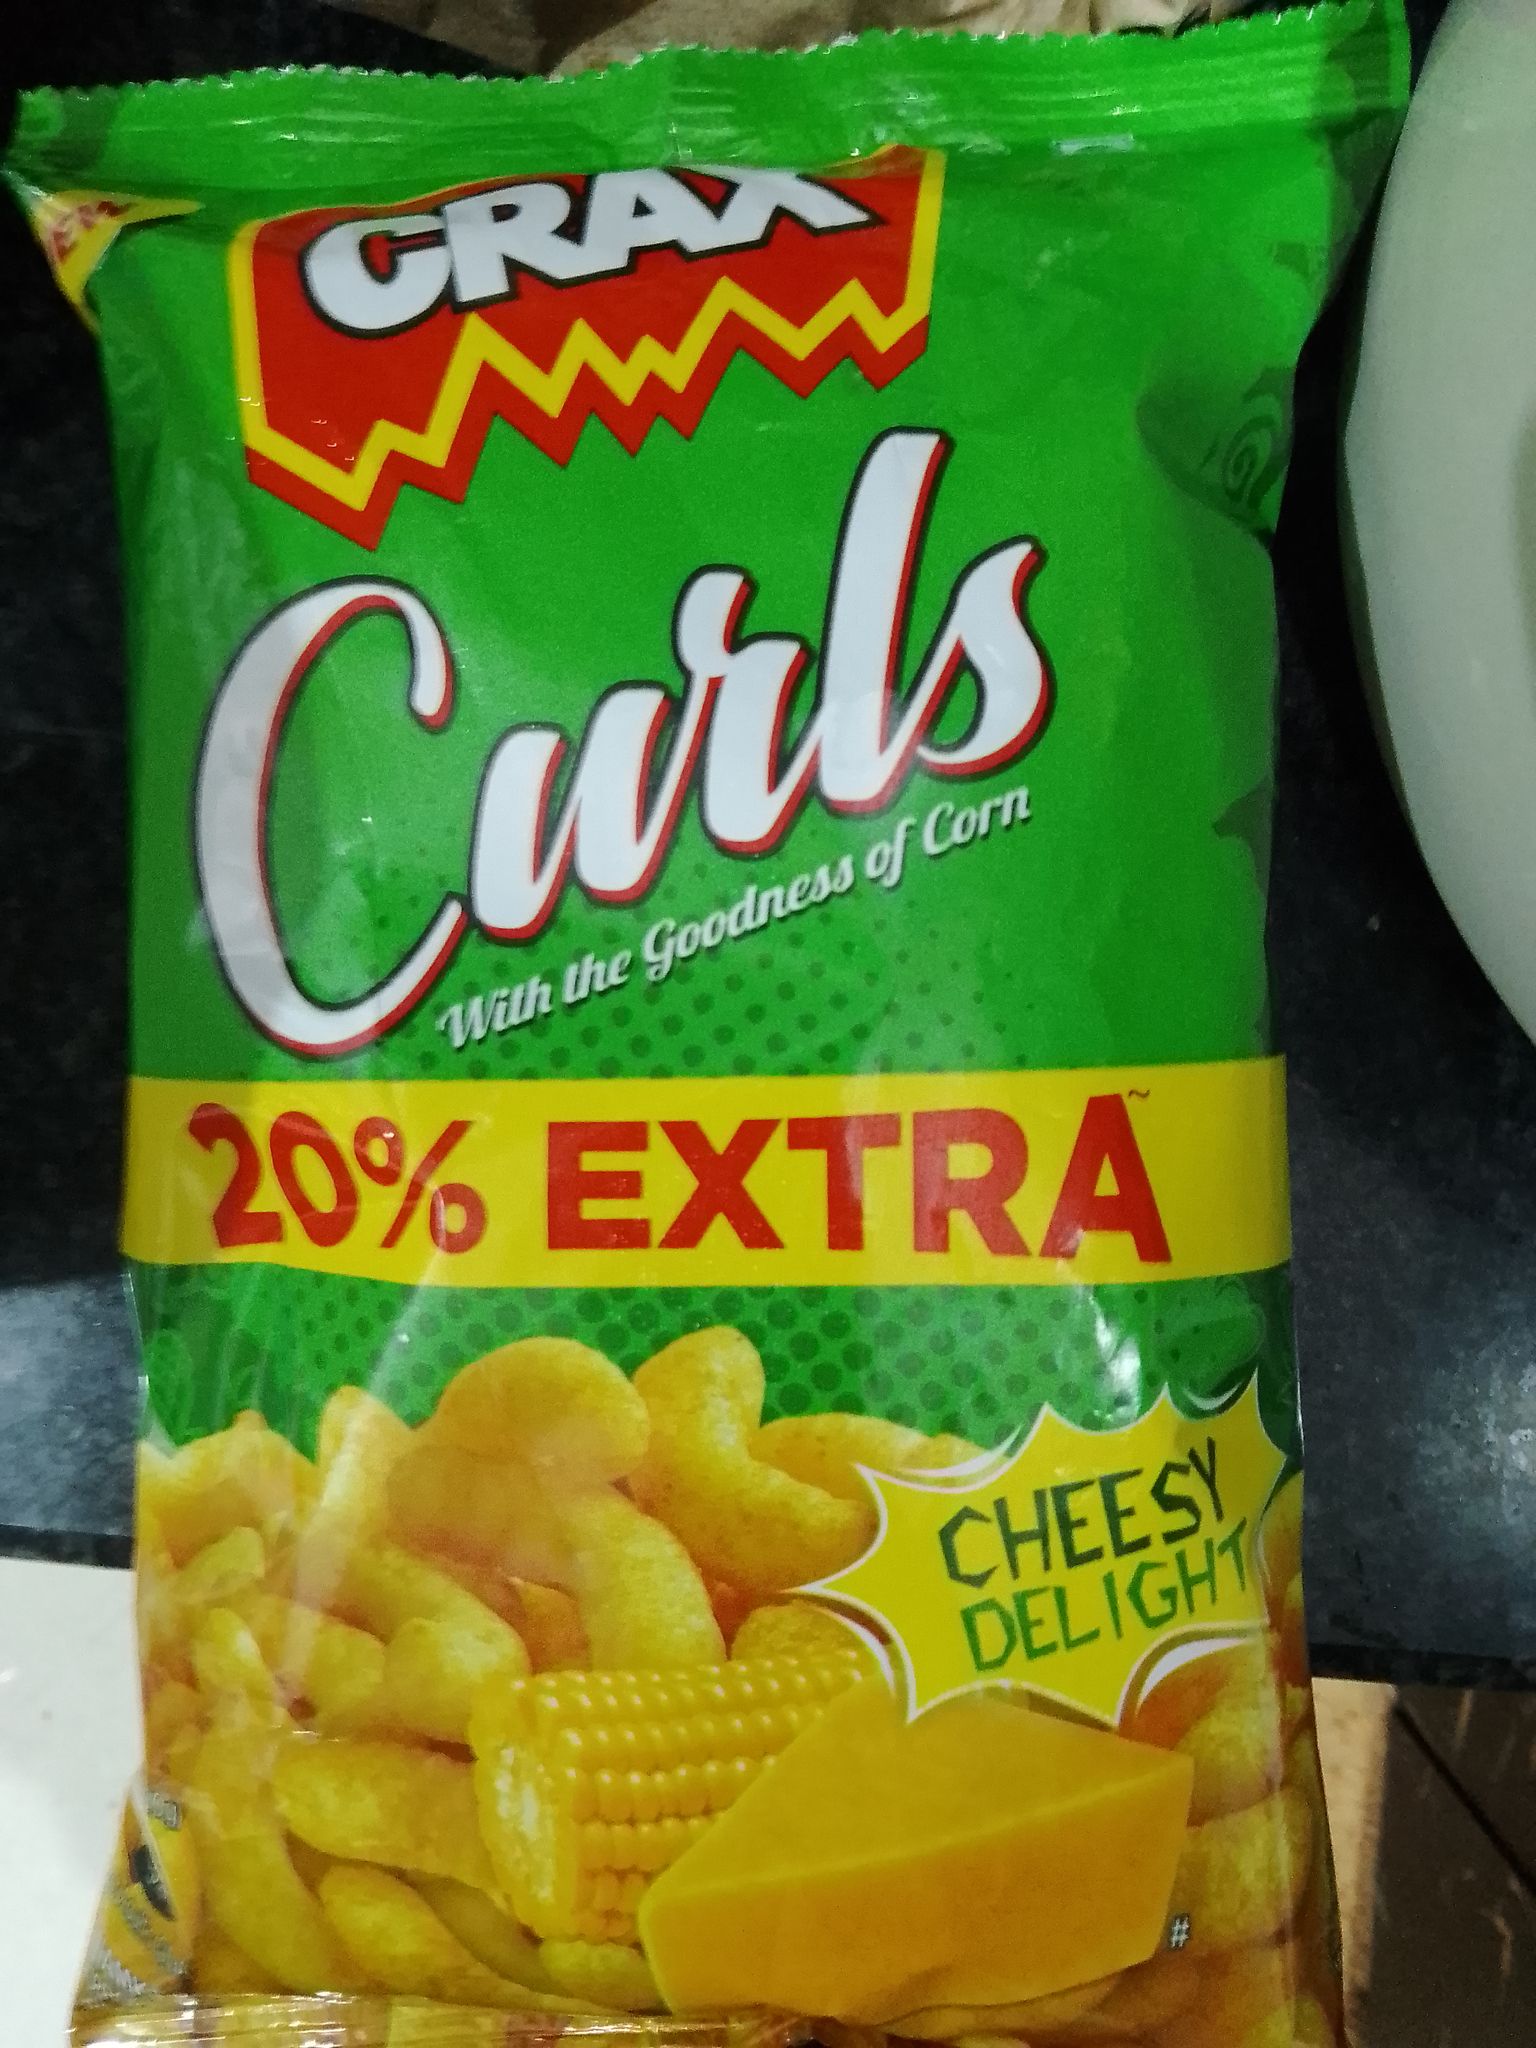 CRAX
Curls
With the Goodness of Corn
20% EXTRA~
CHEESY
DELIGHT
#